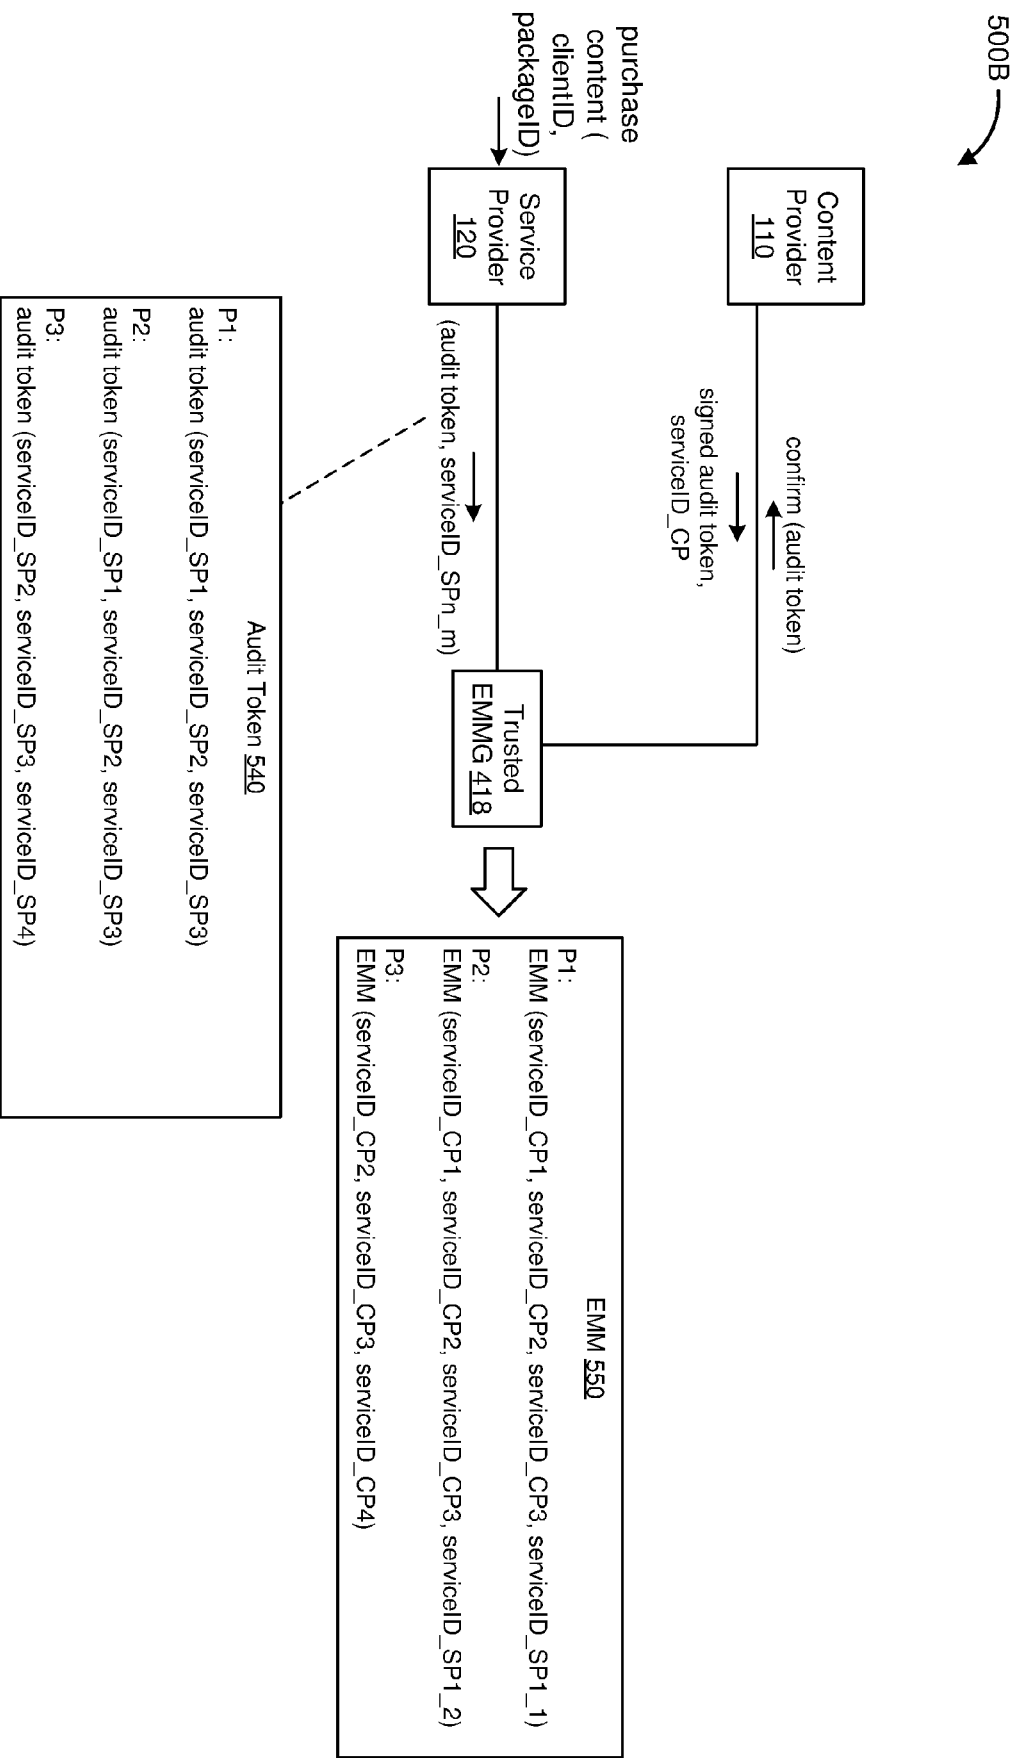 500B
Content
Provider
110
confirm (audit token)
signed audit token,
serviceID_CP
purchase
content (
clientID,
packageID)
Service
Provider
120
(audit token, serviceID_SPn_m)
Trusted
EMMG 418
EMM 550
P1:
EMM (serviceID_CP1, serviceID_CP2, serviceID_CP3, serviceID_SP1_1)
P2:
EMM (serviceID_CP1, serviceID_CP2, serviceID_CP3, serviceID_SP1_2)
P3:
EMM (serviceID_CP2, serviceID_CP3, serviceID_CP4)
Audit Token 540
P1:
audit token (serviceID_SP1, serviceID_SP2, serviceID_SP3)
P2:
audit token (serviceID_SP1, serviceID_SP2, serviceID_SP3)
P3:
audit token (serviceID_SP2, serviceID_SP3, serviceID_SP4)